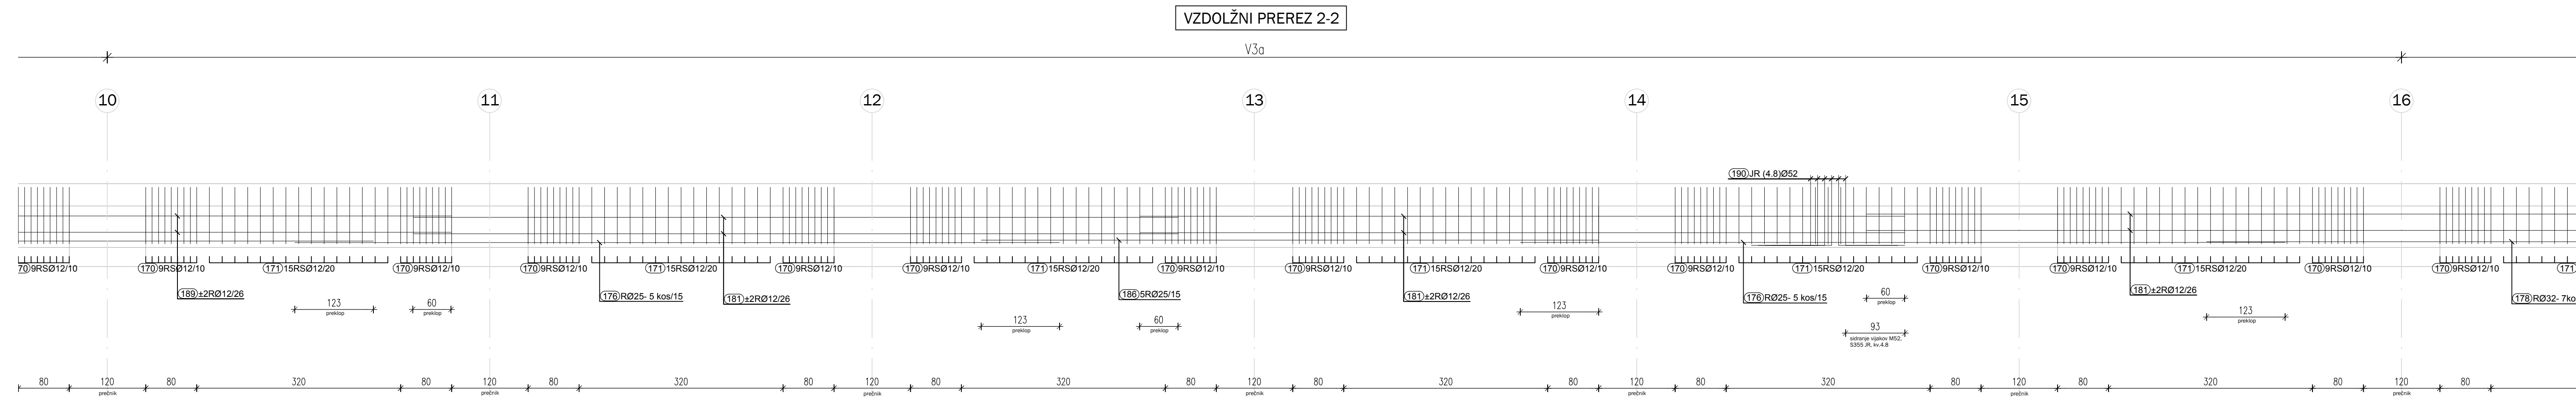 VZDOLŽNI PREREZ 2-2
V3a
10 11 12 13 14 15 16
190 JR (4.8)Ø52
70 9RSØ12/10 170 9RSØ12/10 171 15RSØ12/20 170 9RSØ12/10 170 9RSØ12/10 171 15RSØ12/20 170 9RSØ12/10 170 9RSØ12/10 171 15RSØ12/20 170 9RSØ12/10 170 9RSØ12/10 171 15RSØ12/20 170 9RSØ12/10 170 9RSØ12/10 171 15RSØ12/20 170 9RSØ12/10 170 9RSØ12/10 171 15RSØ12/20 170 9RSØ12/10 170 9RSØ12/10 171
189 ±2RØ12/26 176 RØ25- 5 kos/15 181 ±2RØ12/26 186 5RØ25/15 181 ±2RØ12/26 176 RØ25- 5 kos/15 181 ±2RØ12/26 178 RØ32- 7ko
123 60 123 60 123 60 123
preklop preklop preklop preklop preklop preklop preklop
93
sidranje vijakov M52,
S355 JR, kv.4.8
80 120 80 320 80 120 80 320 80 120 80 320 80 120 80 320 80 120 80 320 80 120 80 320 80 120 80
prečnik prečnik prečnik prečnik prečnik prečnik prečnik